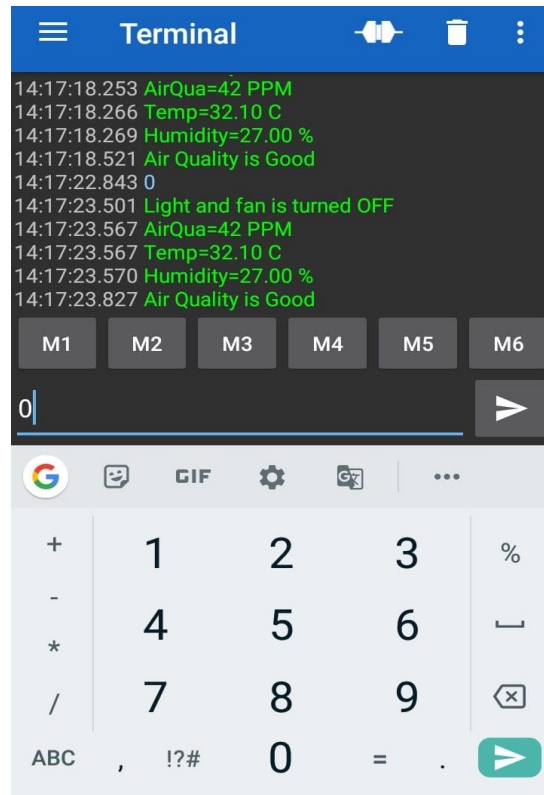 Terminal
14:17:18.253 AirQua=42 PPM
14:17:18.266 Temp=32.10 C
14:17:18.269 Humidity=27.00 %
14:17:18.521 Air Quality is Good
14:17:22.843 0
14:17:23.501 Light and fan is turned OFF
14:17:23.567 AirQua=42 PPM
14:17:23.567 Temp=32.10 C
14:17:23.570 Humidity=27.00 %
14:17:23.827 Air Quality is Good
M1 M2 M3 M4 M5 M6
0
G GIF G
+ 1 2 3 %
-
4 5 6
*
/ 7 8 9
ABC , !?# 0 = .